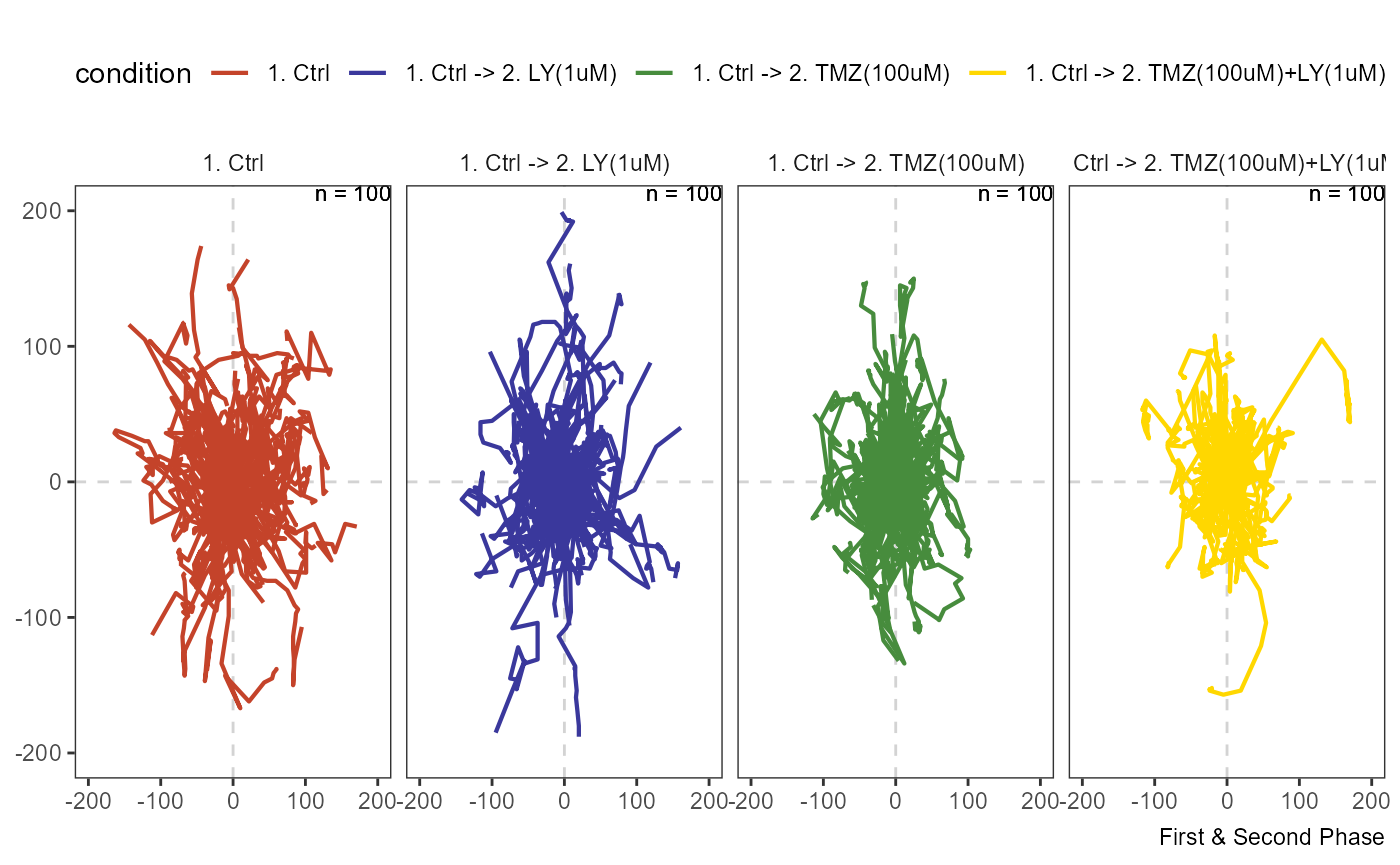 condition 1. Ctrl 1. Ctrl -> 2. LY(1uM) 1. Ctrl -> 2. TMZ(100uM) 1. Ctrl -> 2. TMZ(100uM)+LY(1uM)
1. Ctrl 1. Ctrl -> 2. LY(1uM) 1. Ctrl -> 2. TMZ(100uM) Ctrl -> 2. TMZ(100uM)+LY(1uM
n = 100 n = 100 n = 100 n = 100
200
100
0
-100
-200
-200 -100 0 100 200 -200 -100 0 100 200 -200 -100 0 100 200 -200 -100 0 100 200
First & Second Phase